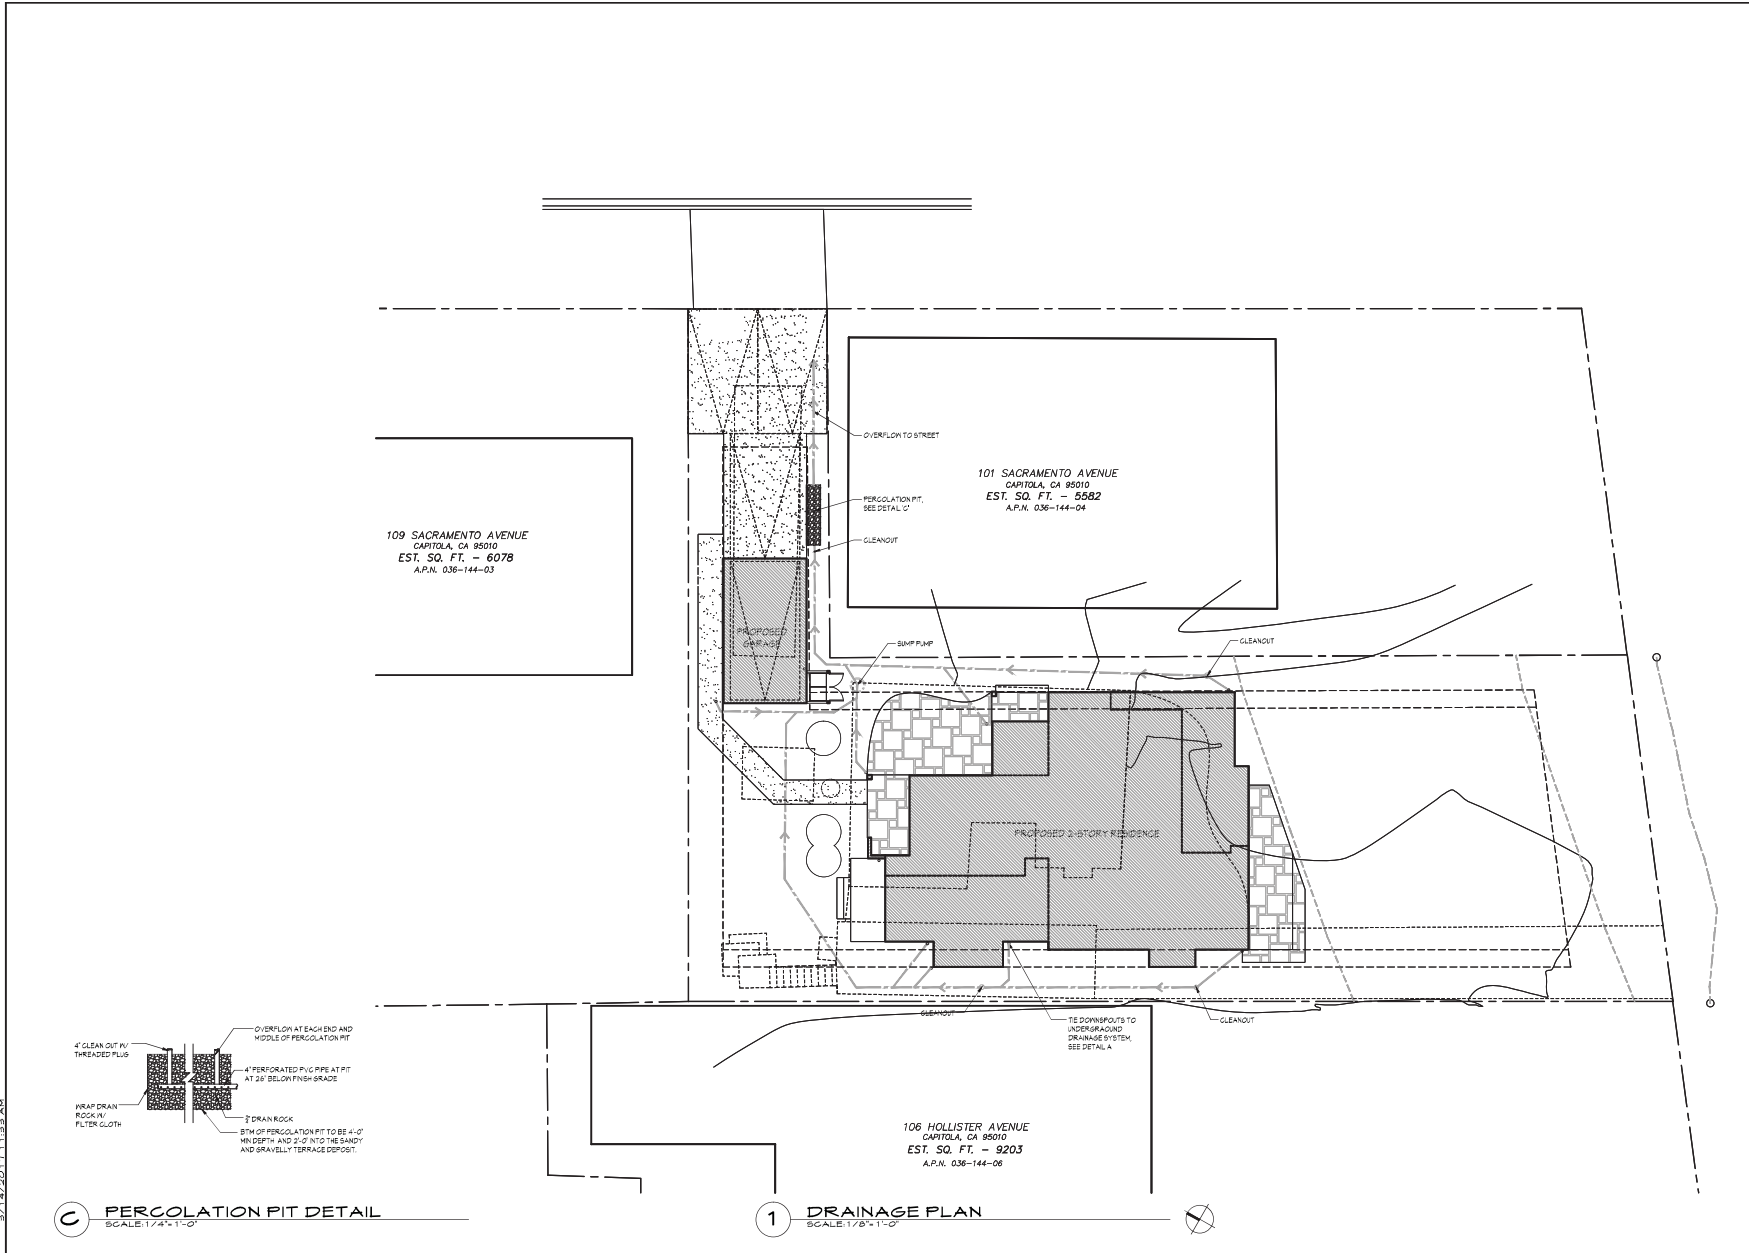 OVERFLOW TO STREET
101 SACRAMENTO AVENUE
CAPITOLA, CA 95010
EST. SQ. FT. - 5582
A.P.N. 036-144-04
PERCOLATION PIT,
SEE DETAIL 'C'
CLEANOUT
109 SACRAMENTO AVENUE
CAPITOLA, CA 95010
EST. SQ. FT. - 6078
A.P.N. 036-144-03
PROPOSED
GARAGE
SUMP PUMP
CLEANOUT
PROPOSED 2-STORY RESIDENCE
CLEANOUT
TIE DOWNSPOUTS TO
UNDERGRAOUND
DRAINAGE SYSTEM,
SEE DETAIL A
CLEANOUT
OVERFLOW AT EACH END AND
MIDDLE OF PERCOLATION PIT
4" CLEAN OUT W/
THREADED PLUG
4" PERFORATED PVC PIPE AT PIT
AT 26" BELOW FINISH GRADE
WRAP DRAIN
ROCK W/
FILTER CLOTH
DRAIN ROCK
BTM OF PERCOLATION PIT TO BE 4'-0"
MIN DEPTH AND 2'-0" INTO THE SANDY
AND GRAVELLY TERRACE DEPOSIT.
106 HOLLISTER AVENUE
CAPITOLA, CA 95010
EST. SQ. FT. - 9203
A.P.N. 036-144-06
C PERCOLATION PIT DETAIL
SCALE: 1/4"= 1'-0"
1 DRAINAGE PLAN
SCALE: 1/8"= 1'-0"